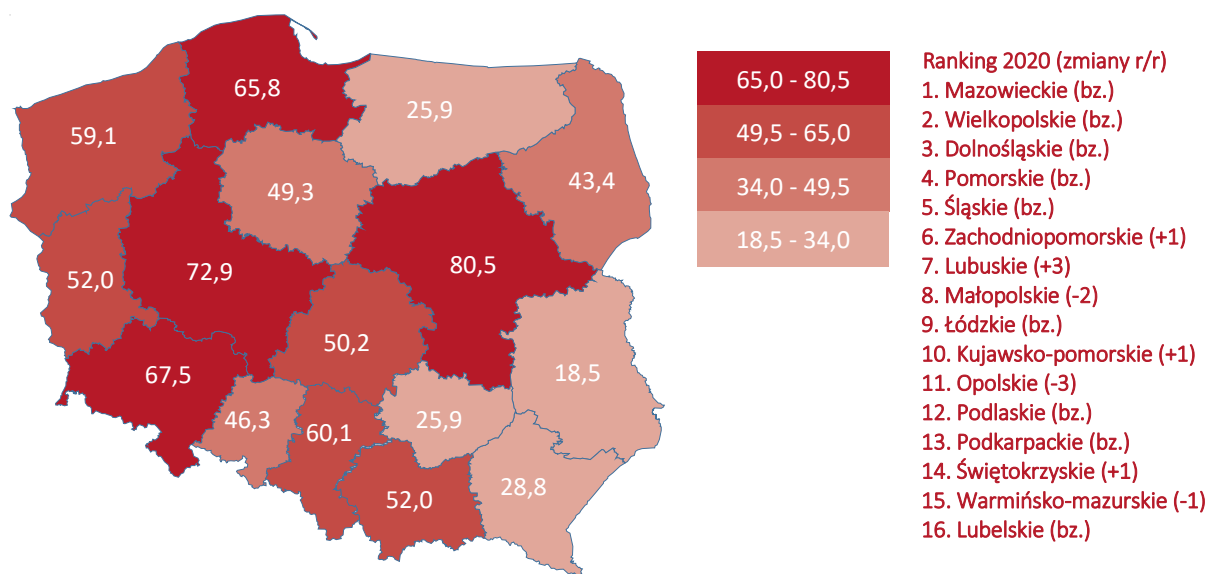 65,8
25,9
59,1
49,3
43,4
72,9
80,5
52,0
50,2
67,5
18,5
46,3
60,1
25,9
52,0
28,8
65,0 - 80,5
49,5 - 65,0
34,0 - 49,5
18,5 - 34,0
Ranking 2020 (zmiany r/r)
1. Mazowieckie (bz.)
2. Wielkopolskie (bz.)
3. Dolnośląskie (bz.)
4. Pomorskie (bz.)
5. Śląskie (bz.)
6. Zachodniopomorskie (+1)
7. Lubuskie (+3)
8. Małopolskie (-2)
9. Łódzkie (bz.)
10. Kujawsko-pomorskie (+1)
11. Opolskie (-3)
12. Podlaskie (bz.)
13. Podkarpackie (bz.)
14. Świętokrzyskie (+1)
15. Warmińsko-mazurskie (-1)
16. Lubelskie (bz.)